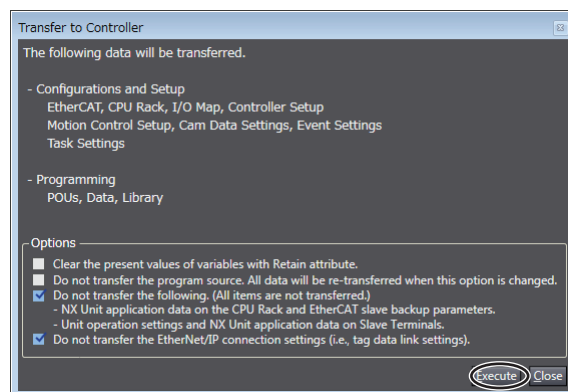 Transfer to Controller
The following data will be transferred.
- Configurations and Setup
EtherCAT, CPU Rack, I/O Map, Controller Setup
Motion Control Setup, Cam Data Settings, Event Settings
Task Settings
- Programming
POUs, Data, Library
Options
Clear the present values of variables with Retain attribute.
Do not transfer the program source. All data will be re-transferred when this option is changed.
Do not transfer the following. (All items are not transferred.)
- NX Unit application data on the CPU Rack and EtherCAT slave backup parameters.
- Unit operation settings and NX Unit application data on Slave Terminals.
Do not transfer the EtherNet/IP connection settings (i.e., tag data link settings).
Execute Close